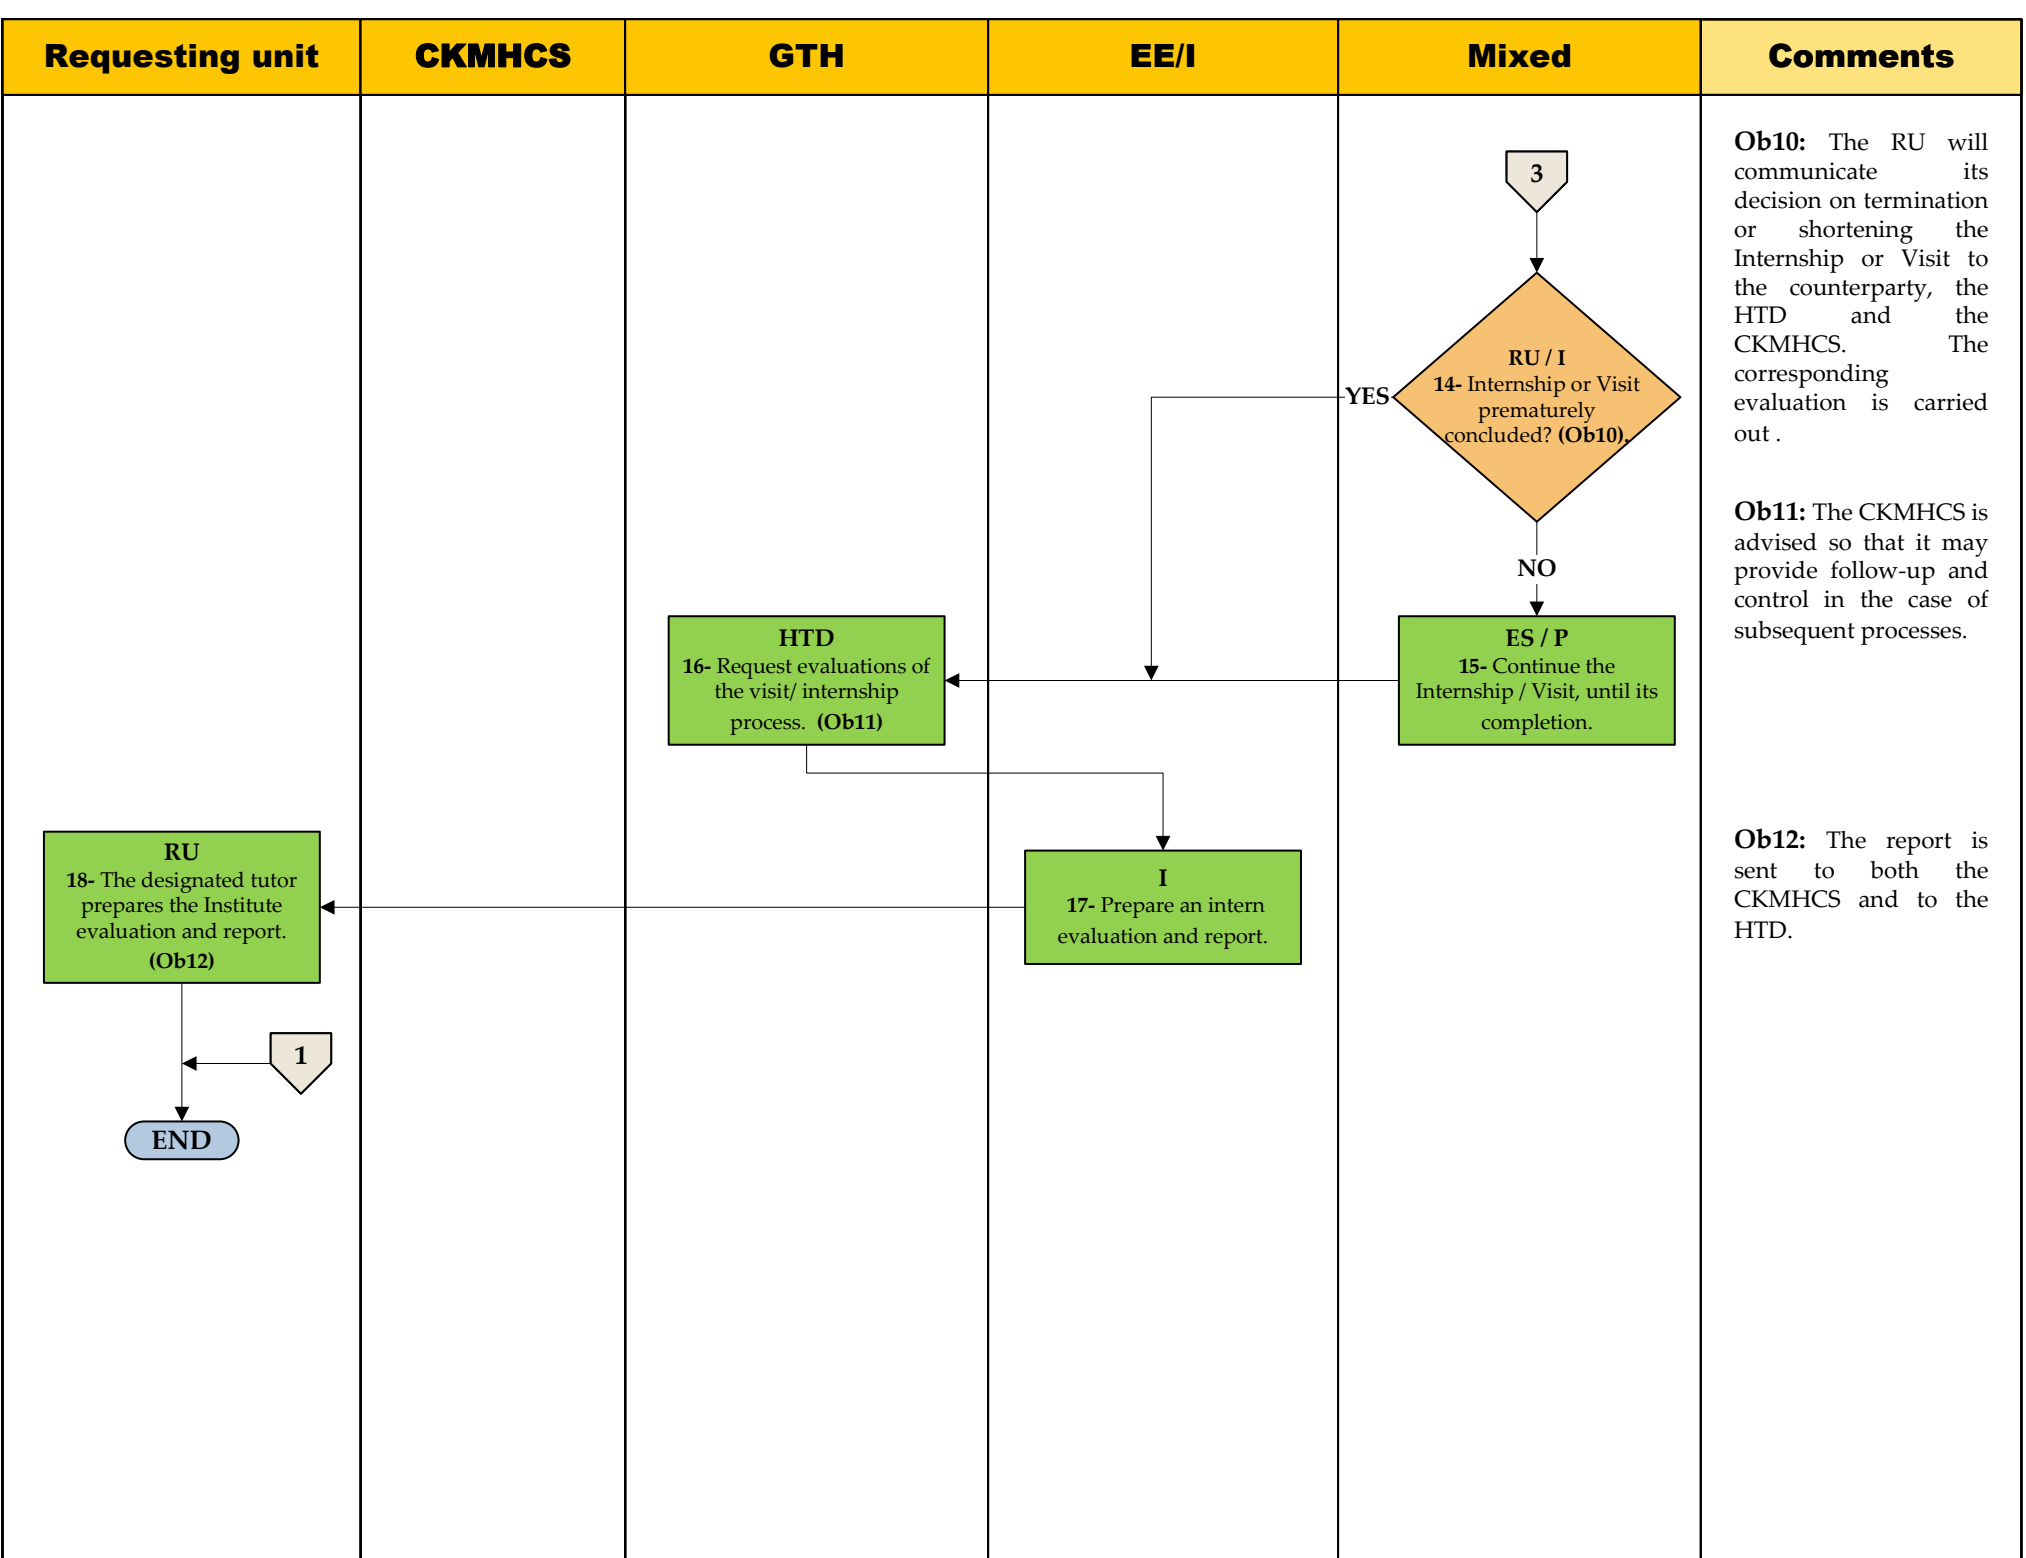 Requesting unit
CKMHCS
GTH
EE/I
Mixed
Comments
3
RU / I
14- Internship or Visit
prematurely
concluded? (Ob10).
YES
NO
ES / P
15- Continue the
Internship / Visit, until its
completion.
HTD
16- Request evaluations of
the visit/ internship
process. (Ob11)
I
17- Prepare an intern
evaluation and report.
RU
18- The designated tutor
prepares the Institute
evaluation and report.
(Ob12)
1
END
Ob10: The RU will
communicate its
decision on termination
or shortening the
Internship or Visit to
the counterparty, the
HTD and the
CKMHCS. The
corresponding
evaluation is carried
out .
Ob11: The CKMHCS is
advised so that it may
provide follow-up and
control in the case of
subsequent processes.
Ob12: The report is
sent to both the
CKMHCS and to the
HTD.